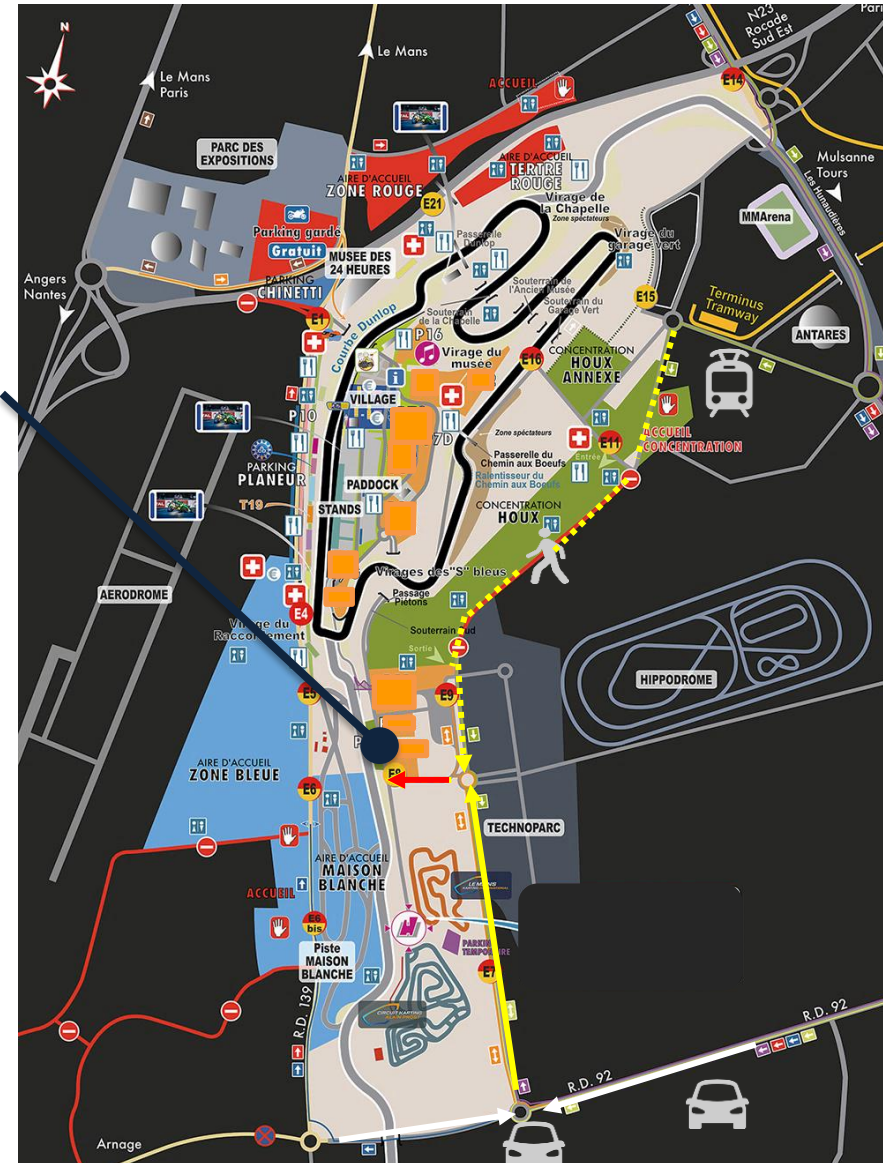 N
Le Mans
Le Mans
Paris
N23
Rocade
Sud Est
E14
ACCUEIL
PARC DES
EXPOSITIONS
AIRE D'ACCUEIL
ZONE ROUGE
AIRE D'ACCUEIL
TERTRE
ROUGE
Mulsanne
Tours
Les Hunaudières
E21
Virage de
la Chapelle
Zone spéctateurs
MMArena
Parking gardé
Gratuit
MUSEE DES
24 HEURES
Passerelle
Dunlop
Virage du
garage vert
Angers
Nantes
PARKING
CHINETTI
Souterrain de
l'Ancien Musée
E15
Terminus
Tramway
E1
Courbe Dunlop
Souterrain
de la Chapelle
Souterrain du
Garage Vert
ANTARES
P16
Virage du
musée
E16
CONCENTRATION
HOUX
ANNEXE
VILLAGE
P10
7D
Zone spéctateurs
E11
ACCUEIL
CONCENTRATION
Entrée
PARKING
PLANEUR
Passerelle du
Chemin aux Boeufs
Ralentisseur du
Chemin aux Boeufs
PADDOCK
T19
STANDS
CONCENTRATION
HOUX
Virages des "S" bleus
AERODROME
Passage
Piétons
E4
Virage du
Raccordement
Sortie
HIPPODROME
E5
E9
AIRE D'ACCUEIL
ZONE BLEUE
E8
E6
TECHNOPARC
AIRE D'ACCUEIL
MAISON
BLANCHE
LE MANS
ACCUEIL
E6
bis
Piste
MAISON
BLANCHE
E7
R.D. 139
R.D. 92
R.D. 92
Arnage